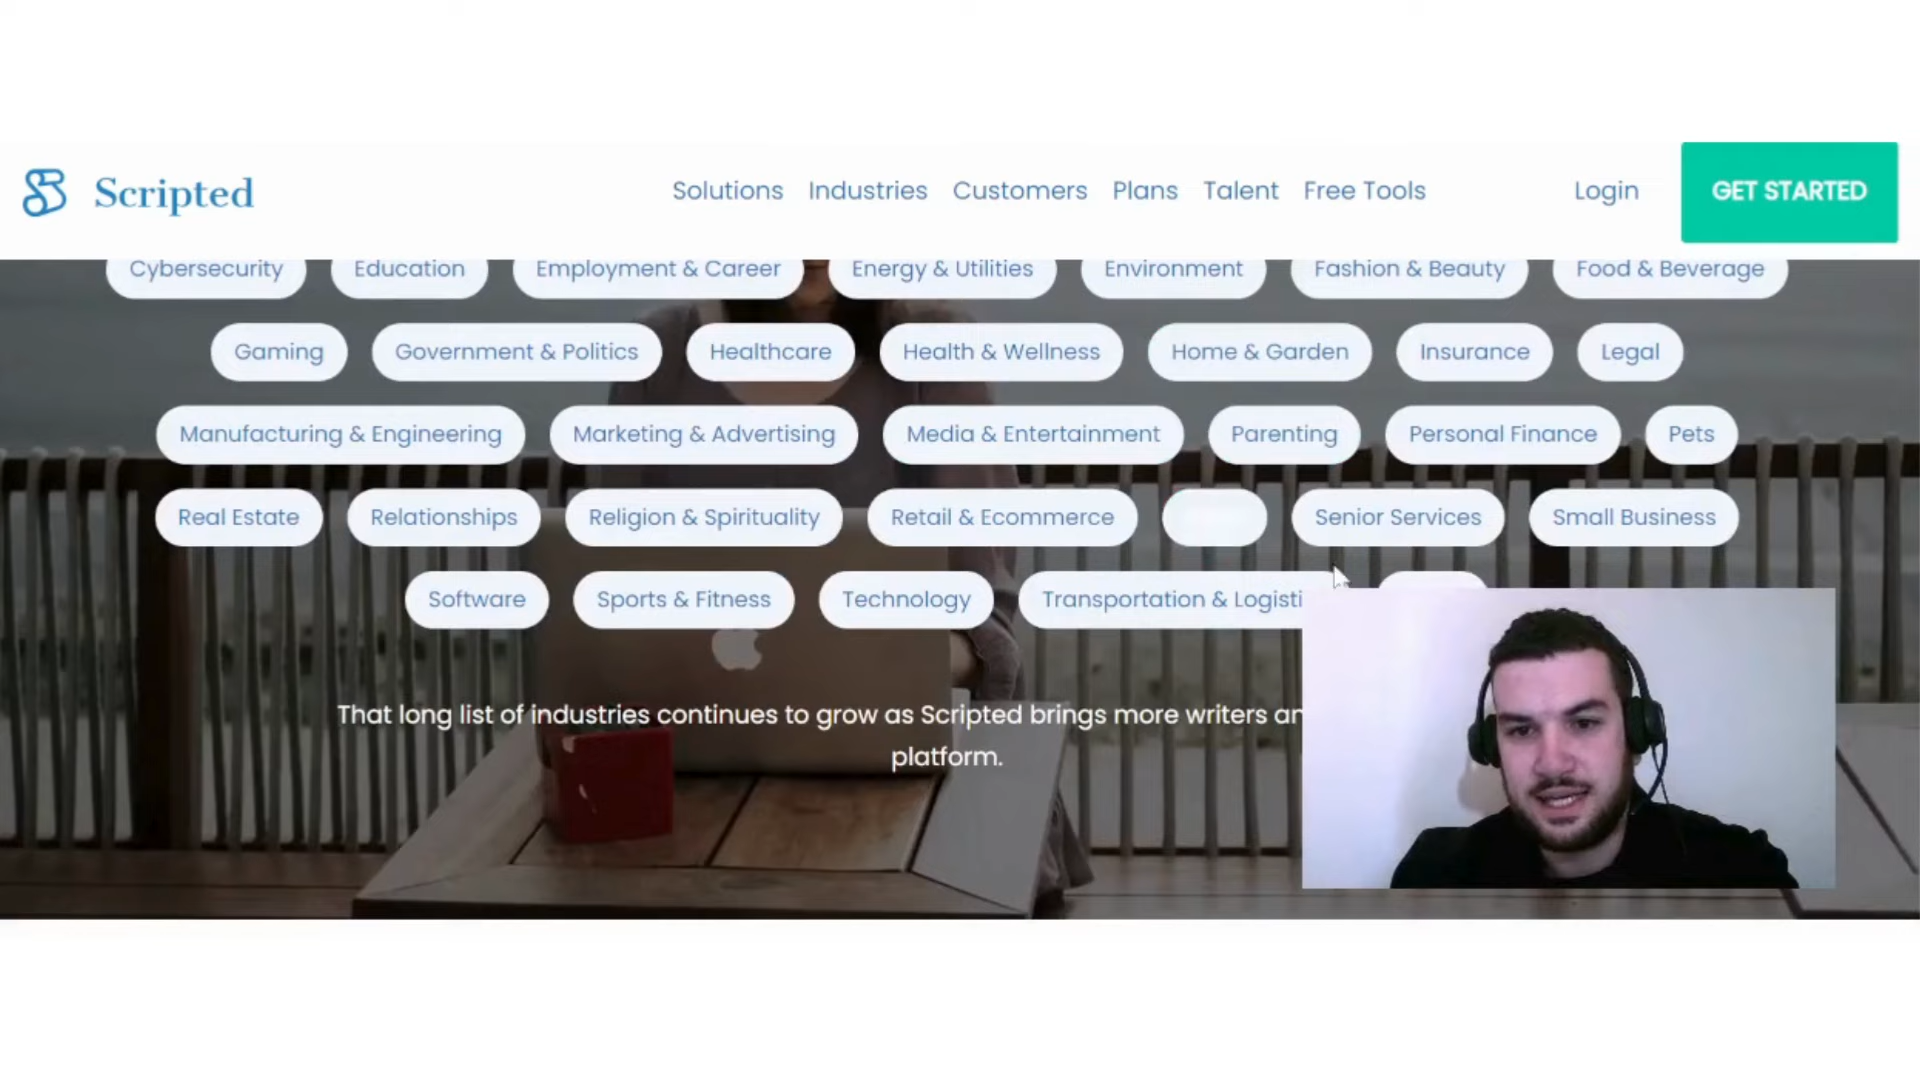 Scripted
Solutions Industries Customers Plans Talent Free Tools
Login
GET STARTED
Cybersecurity Education Employment & Career Energy & Utilities Environment Fashion & Beauty Food & Beverage
Gaming Government & Politics Healthcare Health & Wellness Home & Garden Insurance Legal
Manufacturing & Engineering Marketing & Advertising Media & Entertainment Parenting Personal Finance Pets
Real Estate Relationships Religion & Spirituality Retail & Ecommerce Senior Services Small Business
Software Sports & Fitness Technology Transportation &
That long list of industries continues to grow as Scripted brings more writers
platform.